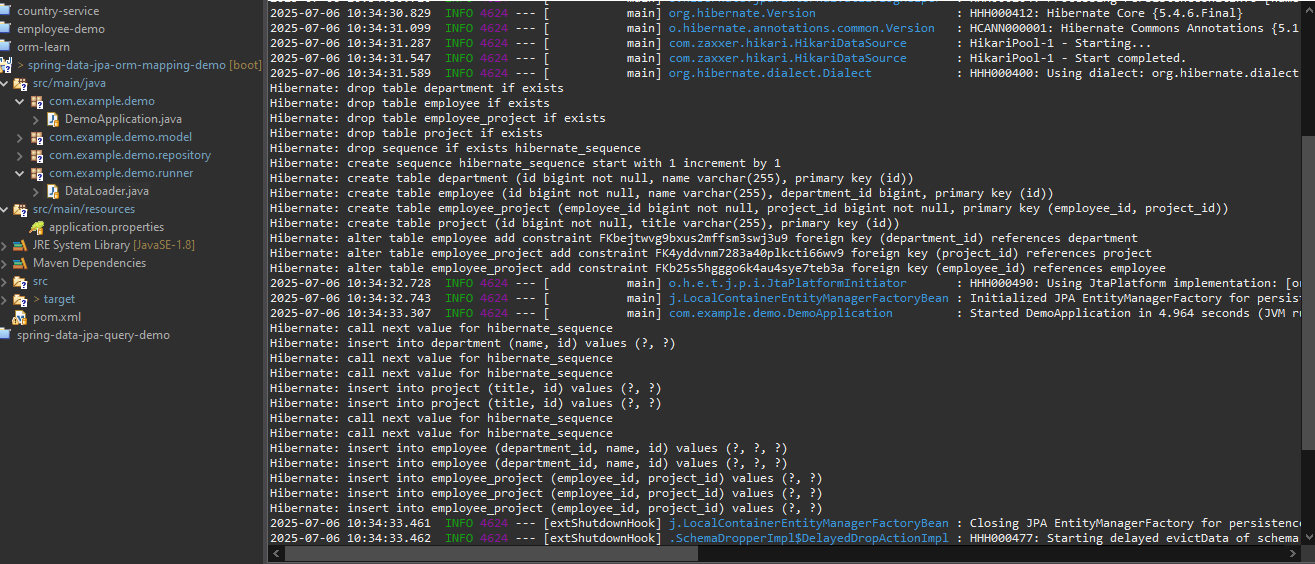 country-service
employee-demo
orm-learn
> spring-data-jpa-orm-mapping-demo [boot]
src/main/java
com.example.demo
DemoApplication.java
com.example.demo.model
com.example.demo.repository
com.example.demo.runner
DataLoader.java
src/main/resources
application.properties
JRE System Library [JavaSE-1.8]
Maven Dependencies
src
> target
pom.xml
spring-data-jpa-query-demo
2025-07-06 10:34:30.829 INFO 4624 --- [ main] org.hibernate.Version : HHH000412: Hibernate Core {5.4.6.Final}
2025-07-06 10:34:31.099 INFO 4624 --- [ main] o.hibernate.annotations.common.Version : HCANN000001: Hibernate Commons Annotations {5.1
2025-07-06 10:34:31.287 INFO 4624 --- [ main] com.zaxxer.hikari.HikariDataSource : HikariPool-1 - Starting...
2025-07-06 10:34:31.547 INFO 4624 --- [ main] com.zaxxer.hikari.HikariDataSource : HikariPool-1 - Start completed.
2025-07-06 10:34:31.589 INFO 4624 --- [ main] org.hibernate.dialect.Dialect : HHH000400: Using dialect: org.hibernate.dialect
Hibernate: drop table department if exists
Hibernate: drop table employee if exists
Hibernate: drop table employee_project if exists
Hibernate: drop table project if exists
Hibernate: drop sequence if exists hibernate_sequence
Hibernate: create sequence hibernate_sequence start with 1 increment by 1
Hibernate: create table department (id bigint not null, name varchar(255), primary key (id))
Hibernate: create table employee (id bigint not null, name varchar(255), department_id bigint, primary key (id))
Hibernate: create table employee_project (employee_id bigint not null, project_id bigint not null, primary key (employee_id, project_id))
Hibernate: create table project (id bigint not null, title varchar(255), primary key (id))
Hibernate: alter table employee add constraint FKbejtwvg9bxus2mffsm3swj3u9 foreign key (department_id) references department
Hibernate: alter table employee_project add constraint FK4yddvnm7283a40plkcti66wv9 foreign key (project_id) references project
Hibernate: alter table employee_project add constraint FKb25s5hgggo6k4au4sye7teb3a foreign key (employee_id) references employee
2025-07-06 10:34:32.728 INFO 4624 --- [ main] o.h.e.t.j.p.i.JtaPlatformInitiator : HHH000490: Using JtaPlatform implementation: [o
2025-07-06 10:34:32.743 INFO 4624 --- [ main] j.LocalContainerEntityManagerFactoryBean : Initialized JPA EntityManagerFactory for persis
2025-07-06 10:34:33.307 INFO 4624 --- [ main] com.example.demo.DemoApplication : Started DemoApplication in 4.964 seconds (JVM r
Hibernate: call next value for hibernate_sequence
Hibernate: insert into department (name, id) values (?, ?)
Hibernate: call next value for hibernate_sequence
Hibernate: call next value for hibernate_sequence
Hibernate: insert into project (title, id) values (?, ?)
Hibernate: insert into project (title, id) values (?, ?)
Hibernate: call next value for hibernate_sequence
Hibernate: call next value for hibernate_sequence
Hibernate: insert into employee (department_id, name, id) values (?, ?, ?)
Hibernate: insert into employee (department_id, name, id) values (?, ?, ?)
Hibernate: insert into employee_project (employee_id, project_id) values (?, ?)
Hibernate: insert into employee_project (employee_id, project_id) values (?, ?)
Hibernate: insert into employee_project (employee_id, project_id) values (?, ?)
2025-07-06 10:34:33.461 INFO 4624 --- [extShutdownHook] j.LocalContainerEntityManagerFactoryBean : Closing JPA EntityManagerFactory for persistence
2025-07-06 10:34:33.462 INFO 4624 --- [extShutdownHook] .SchemaDropperImpl$DelayedDropActionImpl : HHH000477: Starting delayed evictData of schema